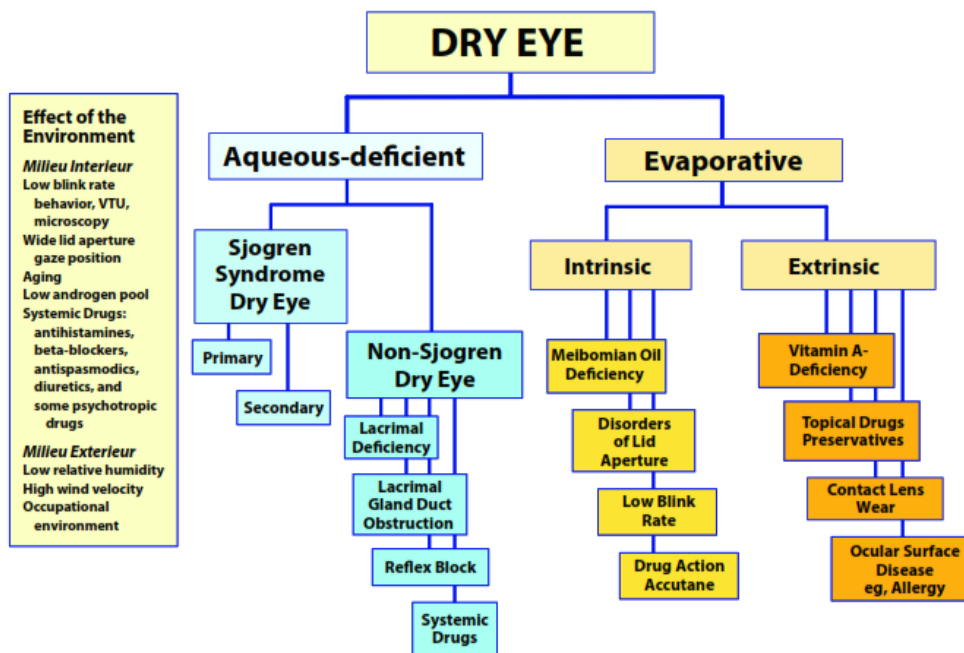 DRY EYE
Effect of the
Environment
Milieu Interieur
Low blink rate
behavior, VTU,
microscopy
Wide lid aperture
gaze position
Aging
Low androgen pool
Systemic Drugs:
antihistamines,
beta-blockers,
antispasmodics,
diuretics, and
some psychotropic
drugs
Milieu Exterieur
Low relative humidity
High wind velocity
Occupational
environment
Aqueous-deficient
Sjogren
Syndrome
Dry Eye
Primary
Secondary
Non-Sjogren
Dry Eye
Lacrimal
Deficiency
Lacrimal
Gland Duct
Obstruction
Reflex Block
Systemic
Drugs
Evaporative
Intrinsic
Meibomian Oil
Deficiency
Disorders
of Lid
Aperture
Low Blink
Rate
Drug Action
Accutane
Extrinsic
Vitamin A-
Deficiency
Topical Drugs
Preservatives
Contact Lens
Wear
Ocular Surface
Disease
eg, Allergy